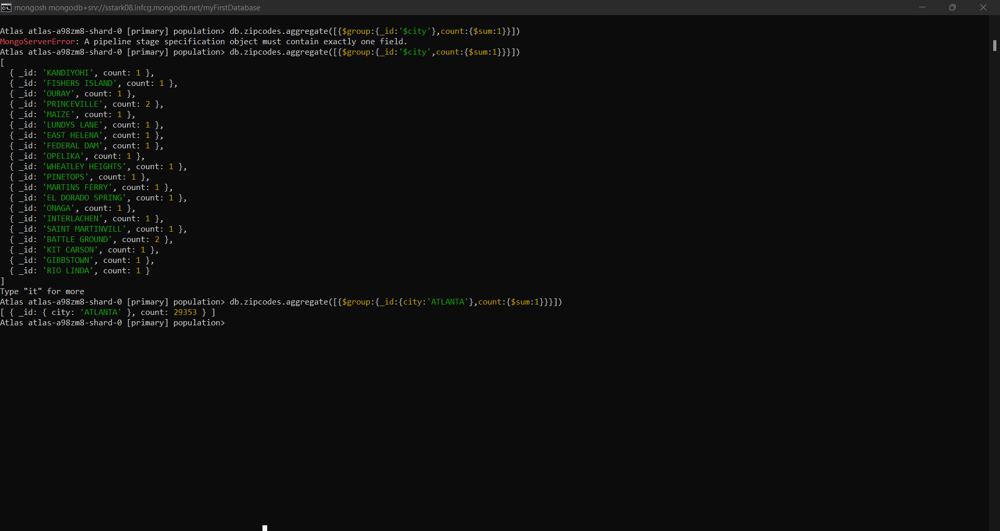 mongosh mongodb+srv://sstark08.lnfcg.mongodb.net/myFirstDatabase
Atlas atlas-a98zm8-shard-0 [primary] population> db.zipcodes.aggregate([{$group:{_id:'$city'},count:{$sum:1}}])
MongoServerError: A pipeline stage specification object must contain exactly one field.
Atlas atlas-a98zm8-shard-0 [primary] population> db.zipcodes.aggregate([{$group:{_id:'$city',count:{$sum:1}}}])
[
  { _id: 'KANDIYOHI', count: 1 },
  { _id: 'FISHERS ISLAND', count: 1 },
  { _id: 'OURAY', count: 1 },
  { _id: 'PRINCEVILLE', count: 2 },
  { _id: 'MAIZE', count: 1 },
  { _id: 'LUNDYS LANE', count: 1 },
  { _id: 'EAST HELENA', count: 1 },
  { _id: 'FEDERAL DAM', count: 1 },
  { _id: 'OPELIKA', count: 1 },
  { _id: 'WHEATLEY HEIGHTS', count: 1 },
  { _id: 'PINETOPS', count: 1 },
  { _id: 'MARTINS FERRY', count: 1 },
  { _id: 'EL DORADO SPRING', count: 1 },
  { _id: 'ONAGA', count: 1 },
  { _id: 'INTERLACHEN', count: 1 },
  { _id: 'SAINT MARTINVILL', count: 1 },
  { _id: 'BATTLE GROUND', count: 2 },
  { _id: 'KIT CARSON', count: 1 },
  { _id: 'GIBBSTOWN', count: 1 },
  { _id: 'RIO LINDA', count: 1 }
]
Type "it" for more
Atlas atlas-a98zm8-shard-0 [primary] population> db.zipcodes.aggregate([{$group:{_id:{city:'ATLANTA'},count:{$sum:1}}}])
[ { _id: { city: 'ATLANTA' }, count: 29353 } ]
Atlas atlas-a98zm8-shard-0 [primary] population>